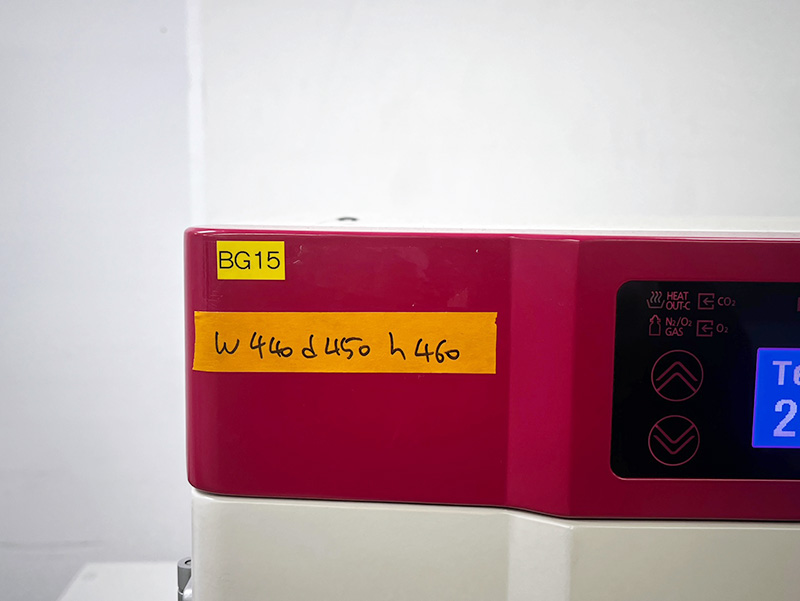 BG15
W 440 d 450 h 460
HEAT
OUT-C
CO₂
N₂/O₂
GAS
O₂
Te
2